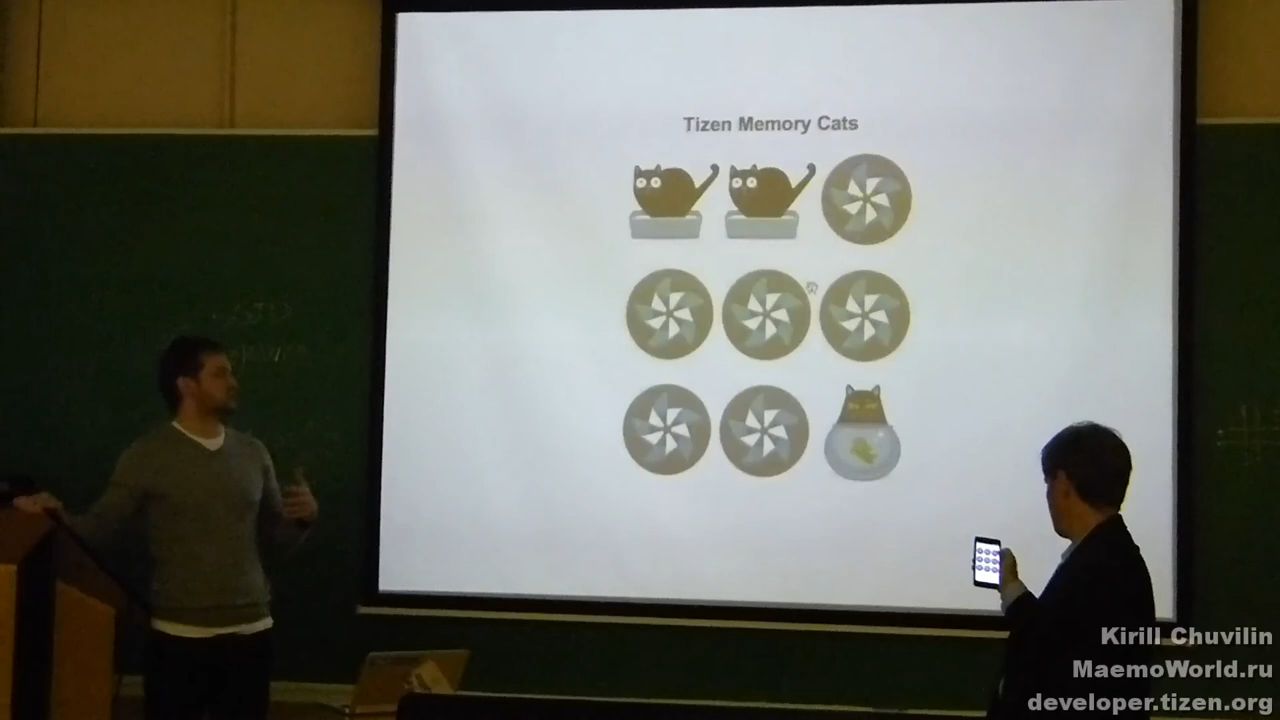 Tizen Memory Cats
Kirill Chuvilin
MaemoWorld.ru
developer.tizen.org